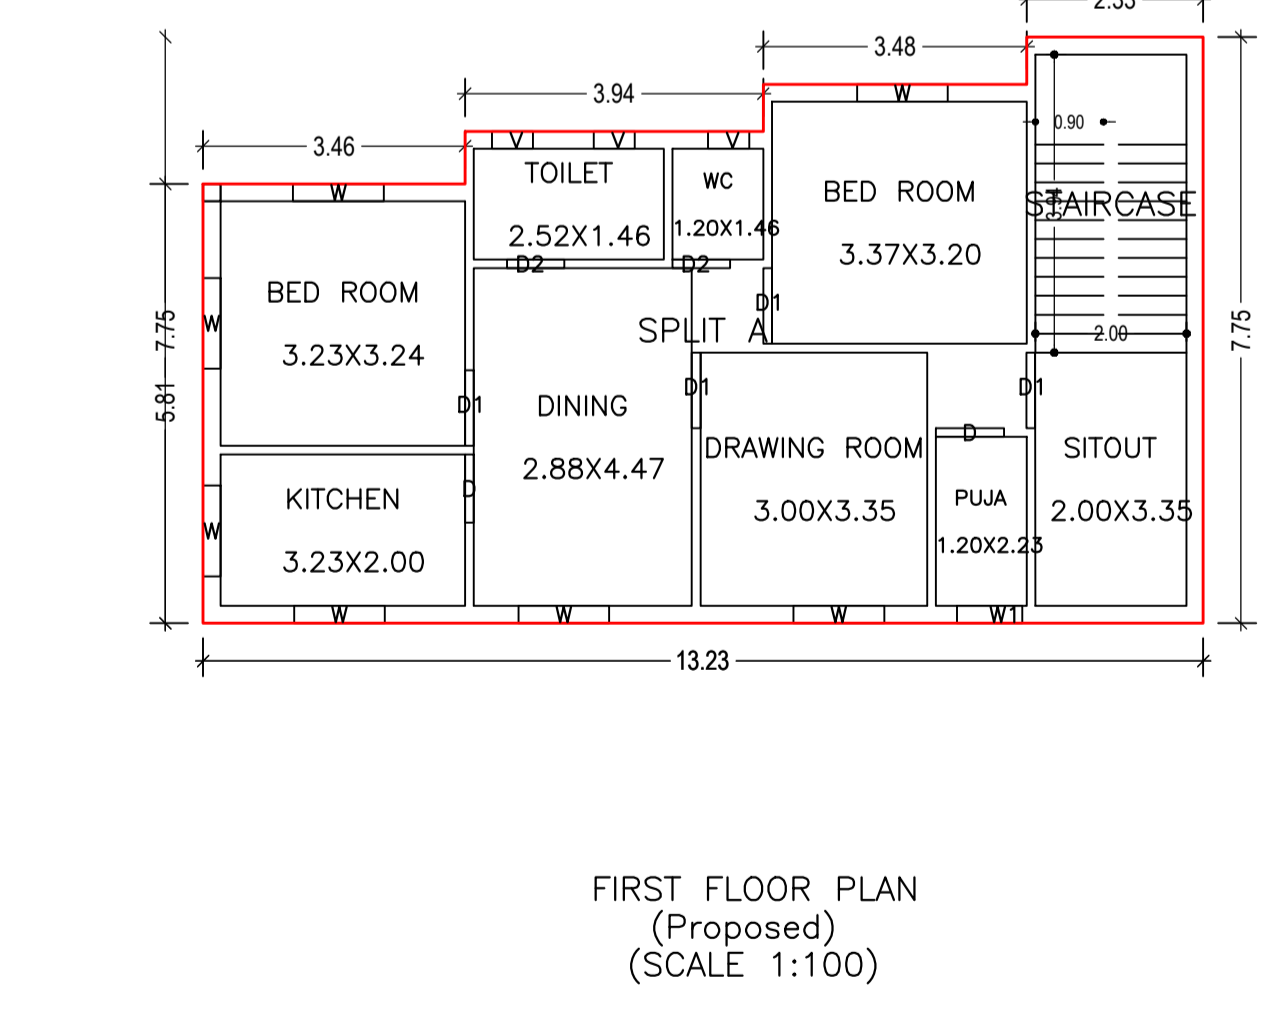 3.48
3.94
3.46
V
V
V
W
W
TOILET
2.52X1.46
WC
1.20X1.46
BED ROOM
3.37X3.20
0.90
STAIRCASE
2.00
D2
D2
D1
BED ROOM
3.23X3.24
W
SPLIT A
7.75
5.81
7.75
D1
DINING
2.88X4.47
D1
D1
DRAWING ROOM
3.00X3.35
D
PUJA
1.20X2.23
SITOUT
2.00X3.35
KITCHEN
3.23X2.00
D
W
W
W
W
W1
13.23
FIRST FLOOR PLAN
(Proposed)
(SCALE 1:100)